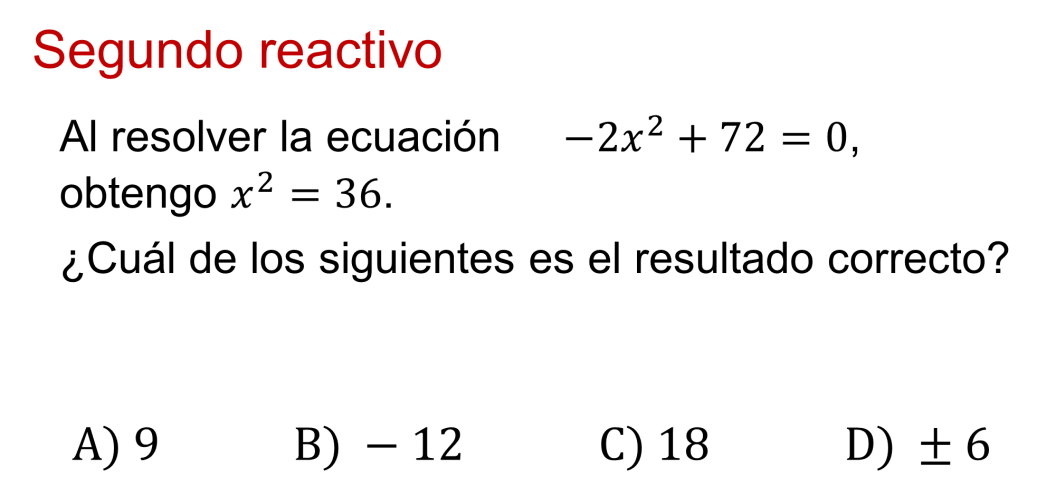 Segundo reactivo
Al resolver la ecuación −2x² + 72 = 0,
obtengo x² = 36.
¿Cuál de los siguientes es el resultado correcto?
A) 9 B) − 12 C) 18 D) ± 6